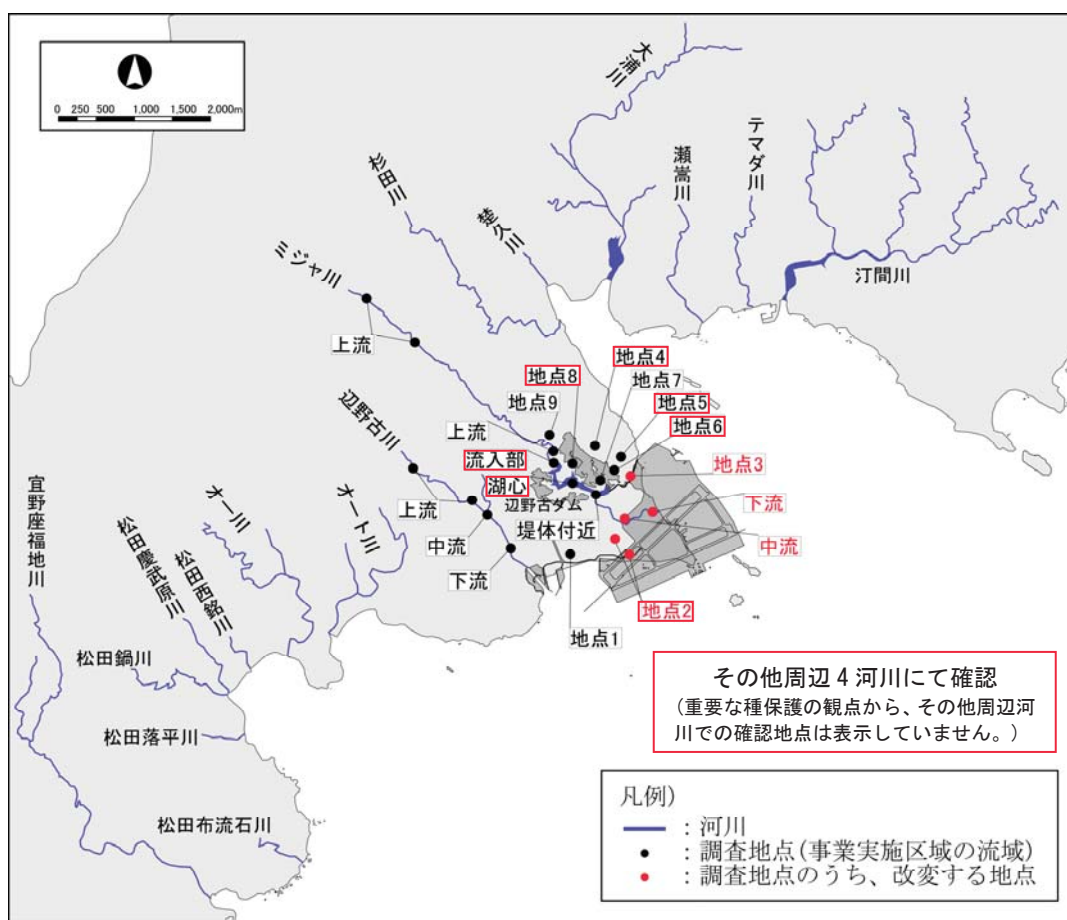 0 250 500 1,000 1,500 2,000m
大浦川
杉田川
楚久川
瀬嵩川
テマダ川
汀間川
ミジャ川
上流
地点4
地点8
地点7
地点9
地点5
地点6
辺野古川
上流
流入部
地点3
湖心
辺野古ダム
下流
上流
堤体付近
中流
中流
下流
宜野座福地川
松田慶武原川
松田西銘川
オー川
オート川
地点2
地点1
松田鍋川
松田落平川
松田布流石川
その他周辺4河川にて確認
(重要な種保護の観点から、その他周辺河
川での確認地点は表示していません。)
凡例)
:河川
:調査地点(事業実施区域の流域)
:調査地点のうち、改変する地点